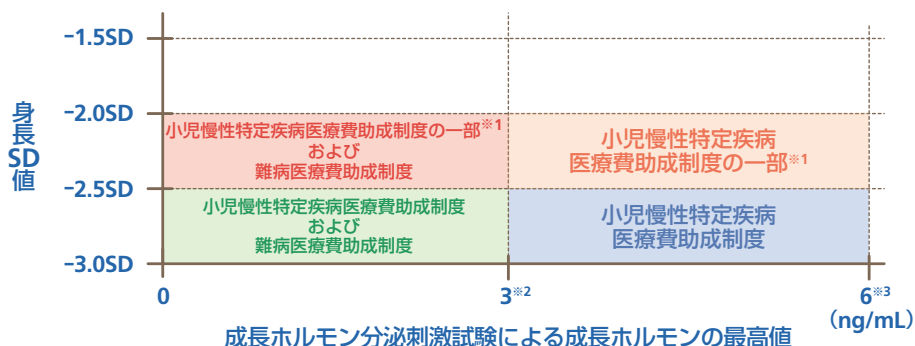 -1.5SD
-2.0SD
-2.5SD
-3.0SD
身長SD値
小児慢性特定疾病医療費助成制度の一部※1
および
難病医療費助成制度
小児慢性特定疾病
医療費助成制度の一部※1
小児慢性特定疾病医療費助成制度
および
難病医療費助成制度
小児慢性特定疾病
医療費助成制度
0
3※2
6※3
(ng/mL)
成長ホルモン分泌刺激試験による成長ホルモンの最高値